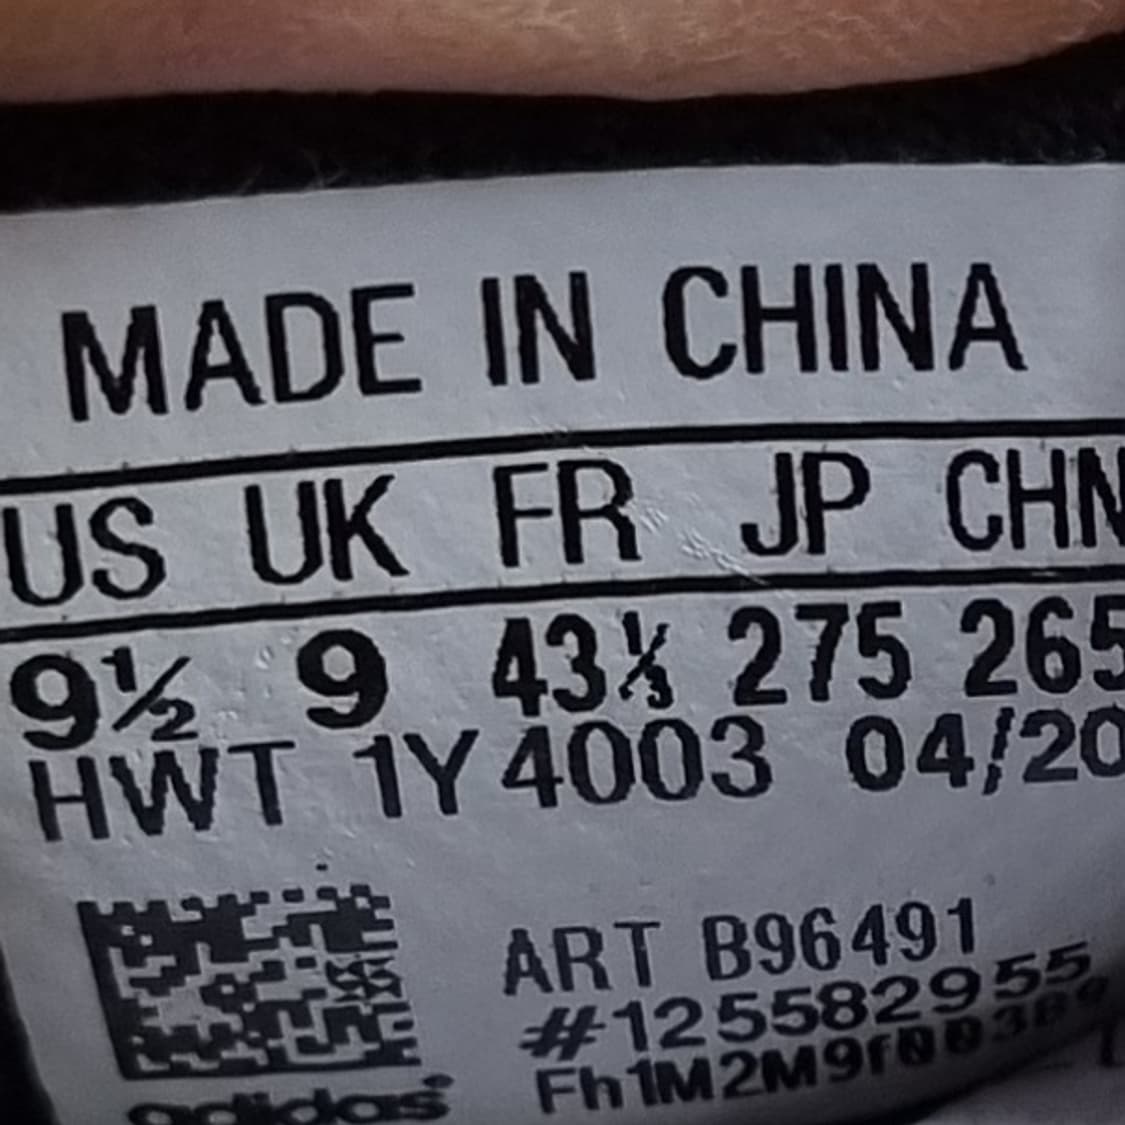 MADE IN CHINA
US UK FR JP CHN
9½ 9 43⅓ 275 265
HWT 1Y4003 04/20
ART B96491
#125582955
adidas